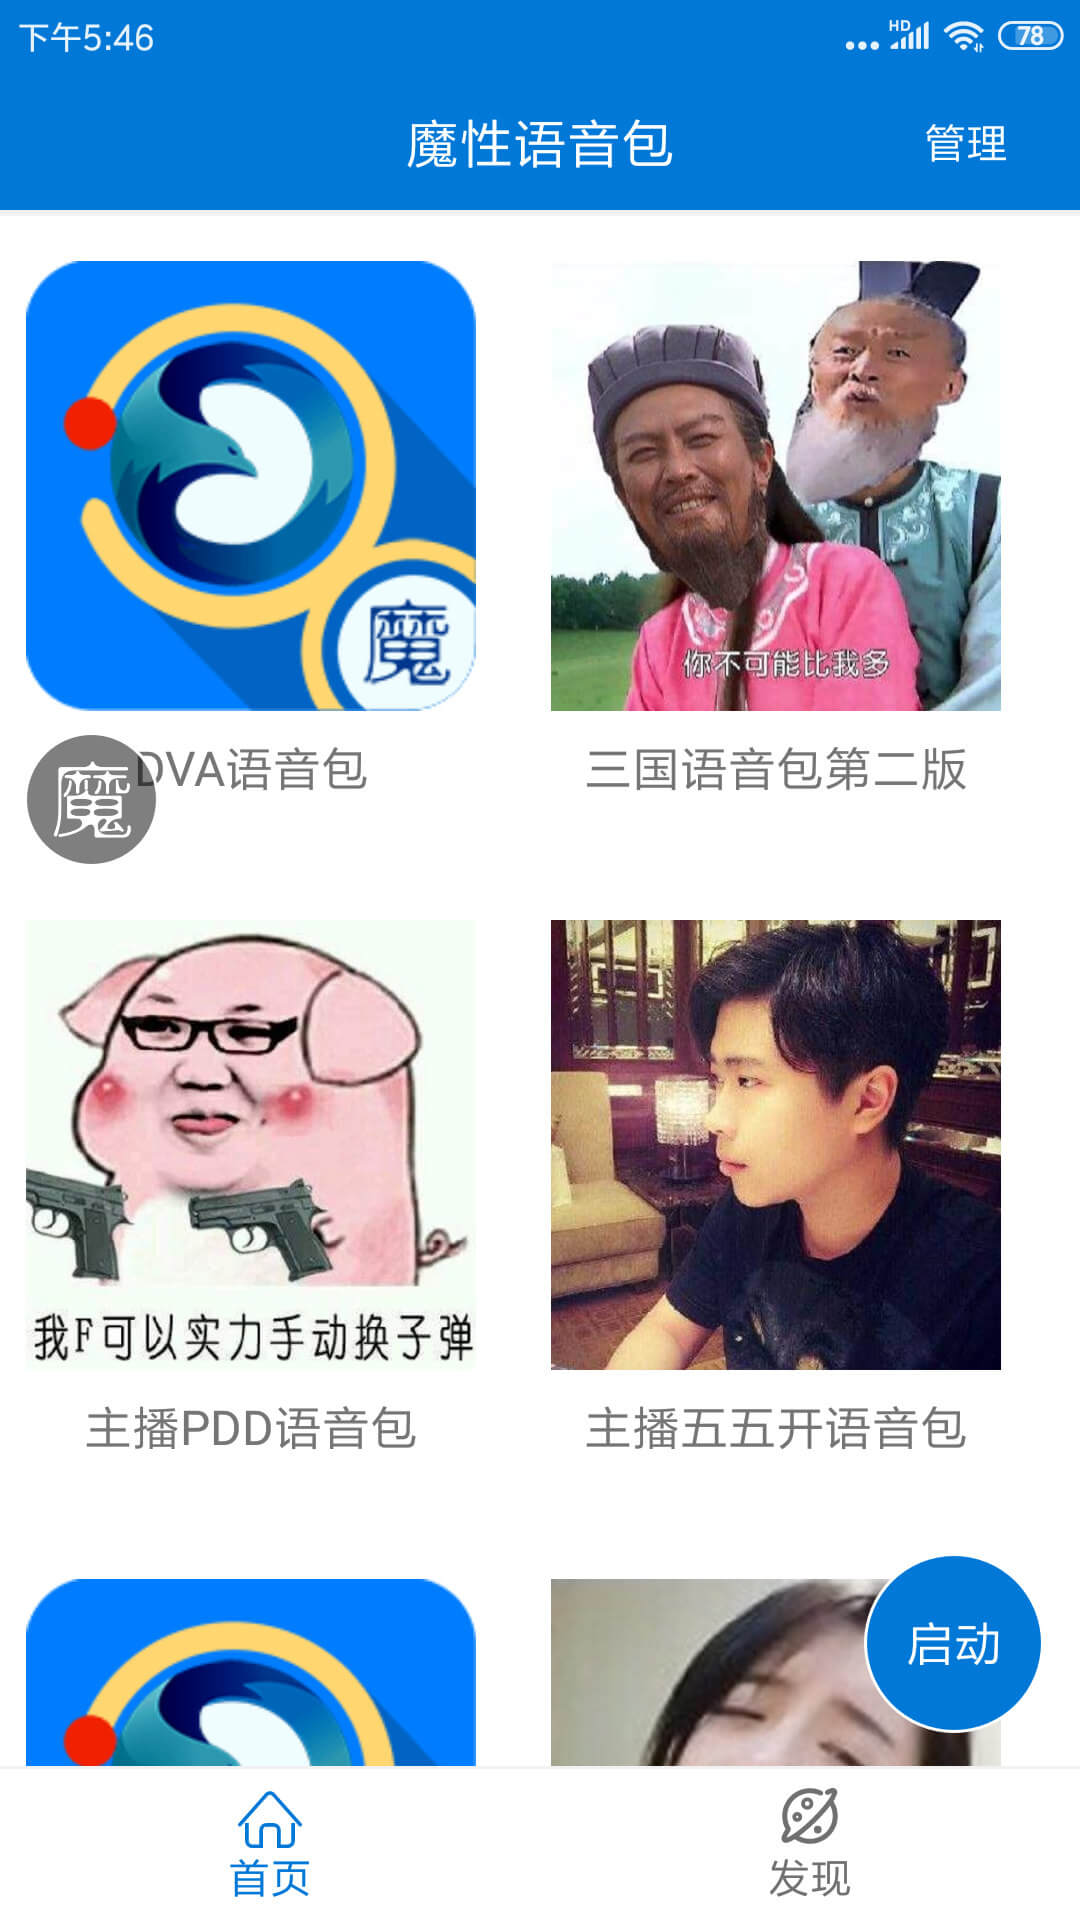 下午5:46
HD
78
魔性语音包
管理
魔
你不可能比我多
DVA语音包
三国语音包第二版
魔
我F可以实力手动换子弹
主播PDD语音包
主播五五开语音包
启动
首页
发现